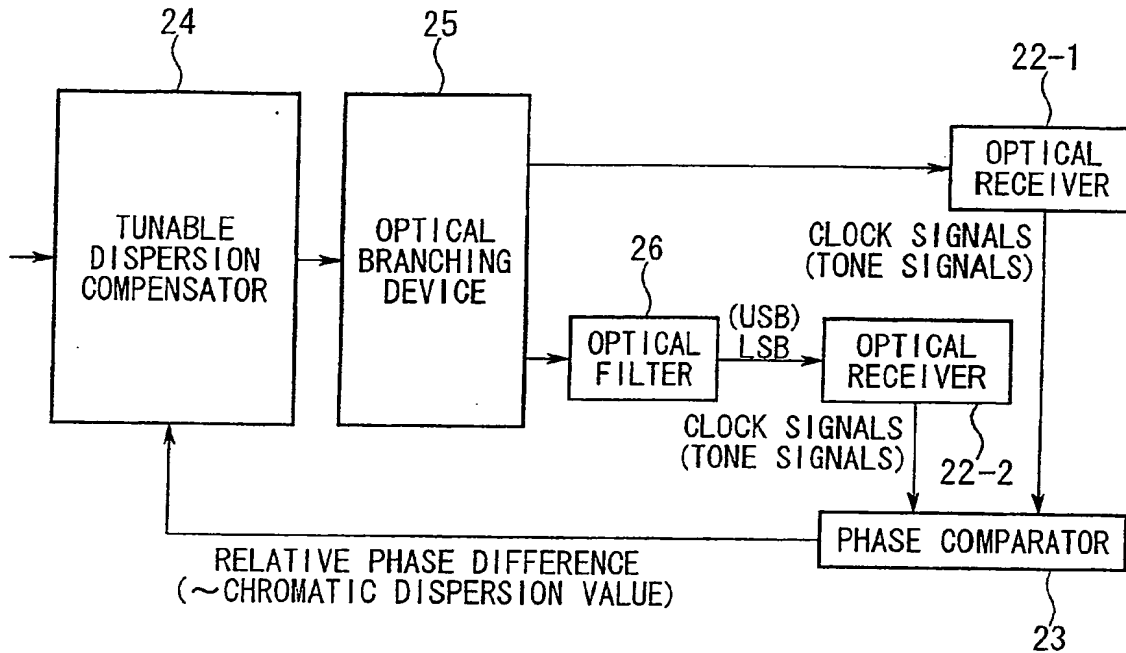 24
25
22-1
OPTICAL
RECEIVER
TUNABLE
DISPERSION
COMPENSATOR
OPTICAL
BRANCHING
DEVICE
CLOCK SIGNALS
(TONE SIGNALS)
26
OPTICAL
FILTER
(USB)
LSB
OPTICAL
RECEIVER
CLOCK SIGNALS
(TONE SIGNALS)
22-2
PHASE COMPARATOR
RELATIVE PHASE DIFFERENCE
(~CHROMATIC DISPERSION VALUE)
23